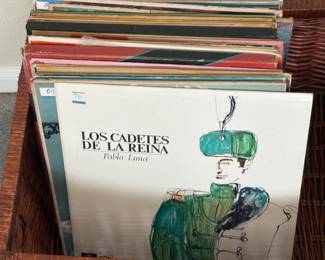 LOS CADETES
DE LA REINA
Pablo Luna